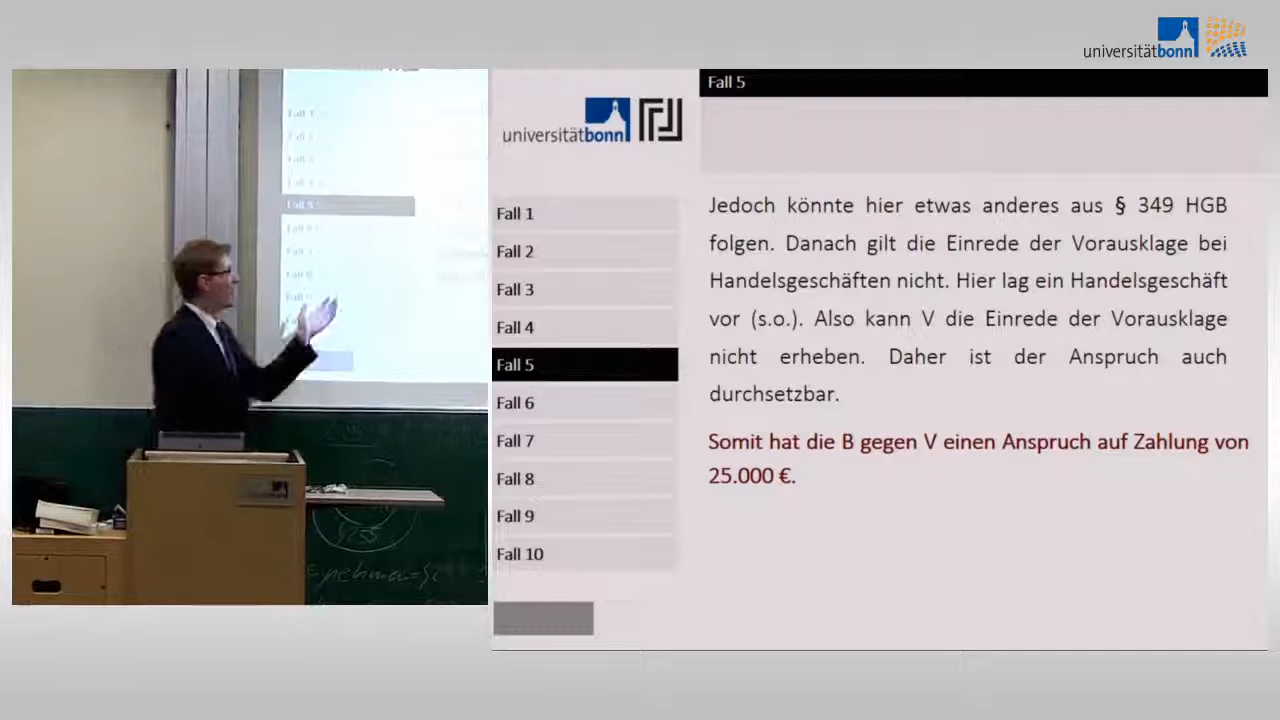 universitätbonn
Fall 5
universitätbonn
Jedoch könnte hier etwas anderes aus § 349 HGB
folgen. Danach gilt die Einrede der Vorausklage bei
Handelsgeschäften nicht. Hier lag ein Handelsgeschäft
vor (s.o.). Also kann V die Einrede der Vorausklage
nicht erheben. Daher ist der Anspruch auch
durchsetzbar.
Somit hat die B gegen V einen Anspruch auf Zahlung von
25.000 €.
Fall 1
Fall 2
Fall 3
Fall 4
Fall 5
Fall 6
Fall 7
Fall 8
Fall 9
Fall 10